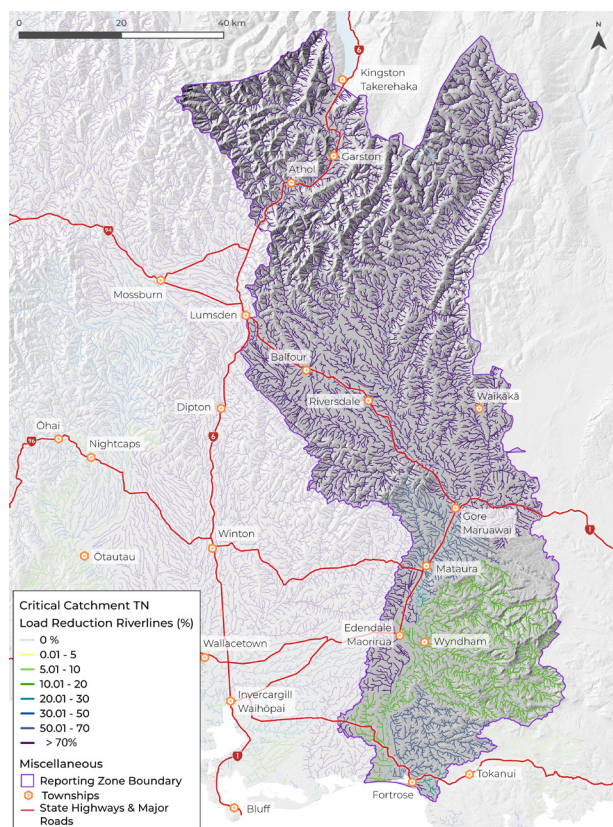 0 20 40 km
N
6
Kingston
Takerehaka
Garston
Athol
94
Mossburn
Lumsden
Balfour
Riversdale
Waikākā
Dipton
6
Ōhai
96
Nightcaps
Gore
Maruawai
1
Winton
Ōtautau
Mataura
Edendale
Maorirua
Wyndham
Wallacetown
Invercargill
Waihōpai
1
Tokanui
Fortrose
Bluff
Critical Catchment TN
Load Reduction Riverlines (%)
0 %
0.01 - 5
5.01 - 10
10.01 - 20
20.01 - 30
30.01 - 50
50.01 - 70
> 70%
Miscellaneous
Reporting Zone Boundary
Townships
State Highways & Major
Roads